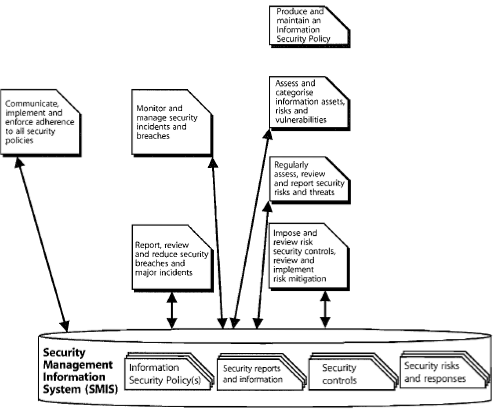 Produce and
maintain an
Information
Security Policy
Communicate,
implement and
enforce adherence
to all security
policies
Monitor and
manage security
incidents and
breaches
Assess and
categorise
information assets,
risks and
vulnerabilities
Regularly
assess, review
and report security
risks and threats
Report, review
and reduce security
breaches and
major incidents
Impose and
review risk
security controls,
review and
implement
risk mitigation
Security
Management
Information
System (SMIS)
Information
Security Policy(s)
Security reports
and information
Security
controls
Security risks
and responses